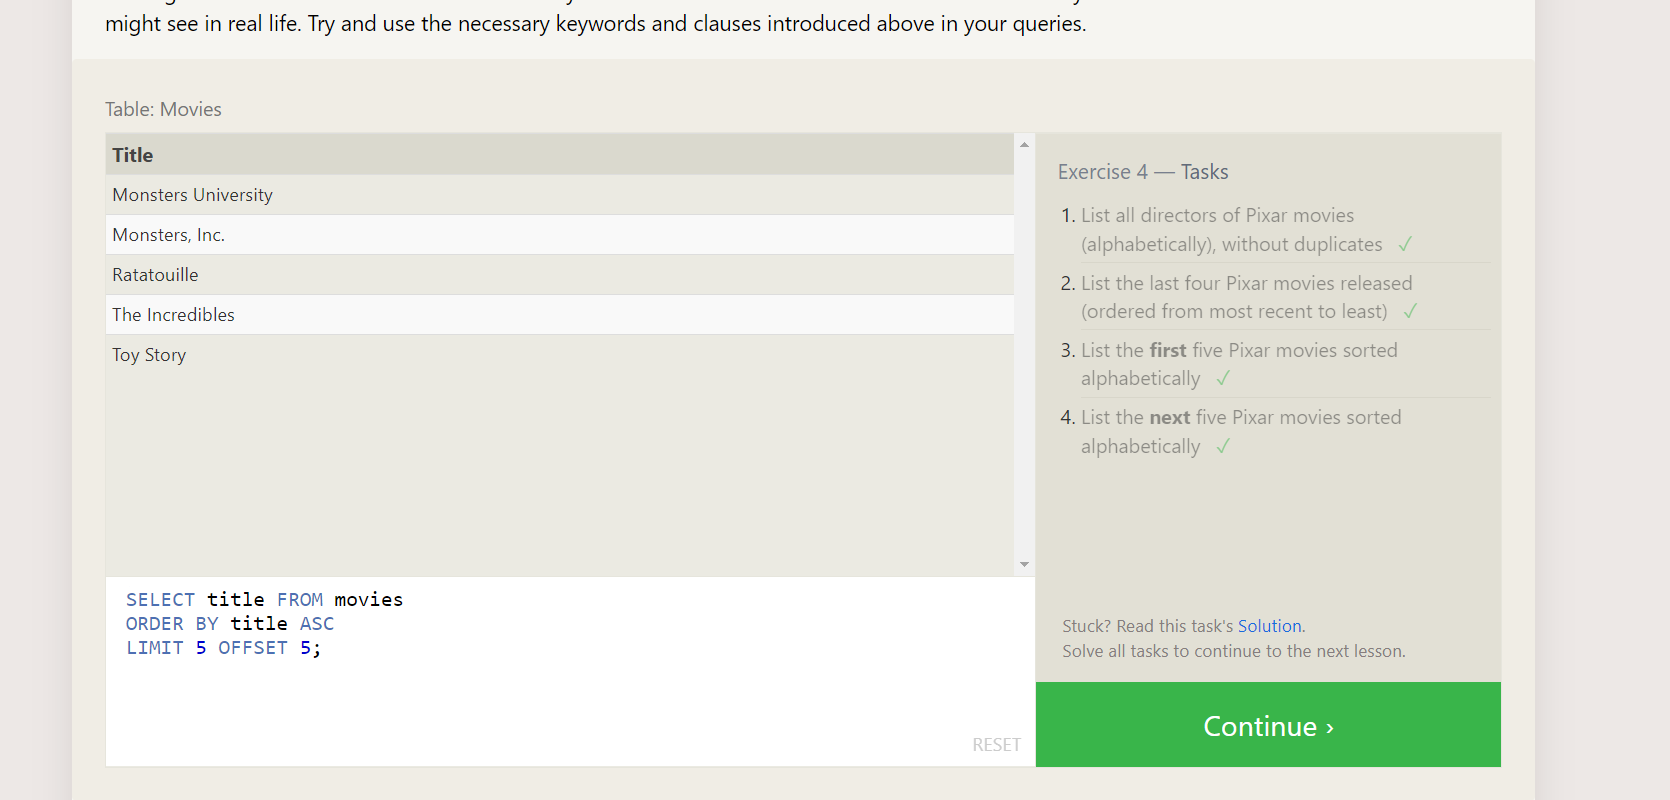 might see in real life. Try and use the necessary keywords and clauses introduced above in your queries.
Table: Movies
Title
Monsters University
Monsters, Inc.
Ratatouille
The Incredibles
Toy Story
SELECT title FROM movies
ORDER BY title ASC
LIMIT 5 OFFSET 5;
RESET
Exercise 4 — Tasks
1. List all directors of Pixar movies
(alphabetically), without duplicates ✓
2. List the last four Pixar movies released
(ordered from most recent to least) ✓
3. List the first five Pixar movies sorted
alphabetically ✓
4. List the next five Pixar movies sorted
alphabetically ✓
Stuck? Read this task's Solution.
Solve all tasks to continue to the next lesson.
Continue ›